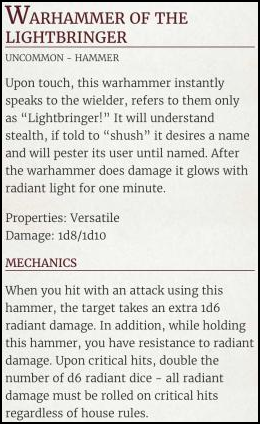 WARHAMMER OF THE
LIGHTBRINGER
UNCOMMON - HAMMER
Upon touch, this warhammer instantly
speaks to the wielder, refers to them only
as “Lightbringer!” It will understand
stealth, if told to “shush” it desires a name
and will pester its user until named. After
the warhammer does damage it glows with
radiant light for one minute.
Properties: Versatile
Damage: 1d8/1d10
MECHANICS
When you hit with an attack using this
hammer, the target takes an extra 1d6
radiant damage. In addition, while holding
this hammer, you have resistance to radiant
damage. Upon critical hits, double the
number of d6 radiant dice - all radiant
damage must be rolled on critical hits
regardless of house rules.